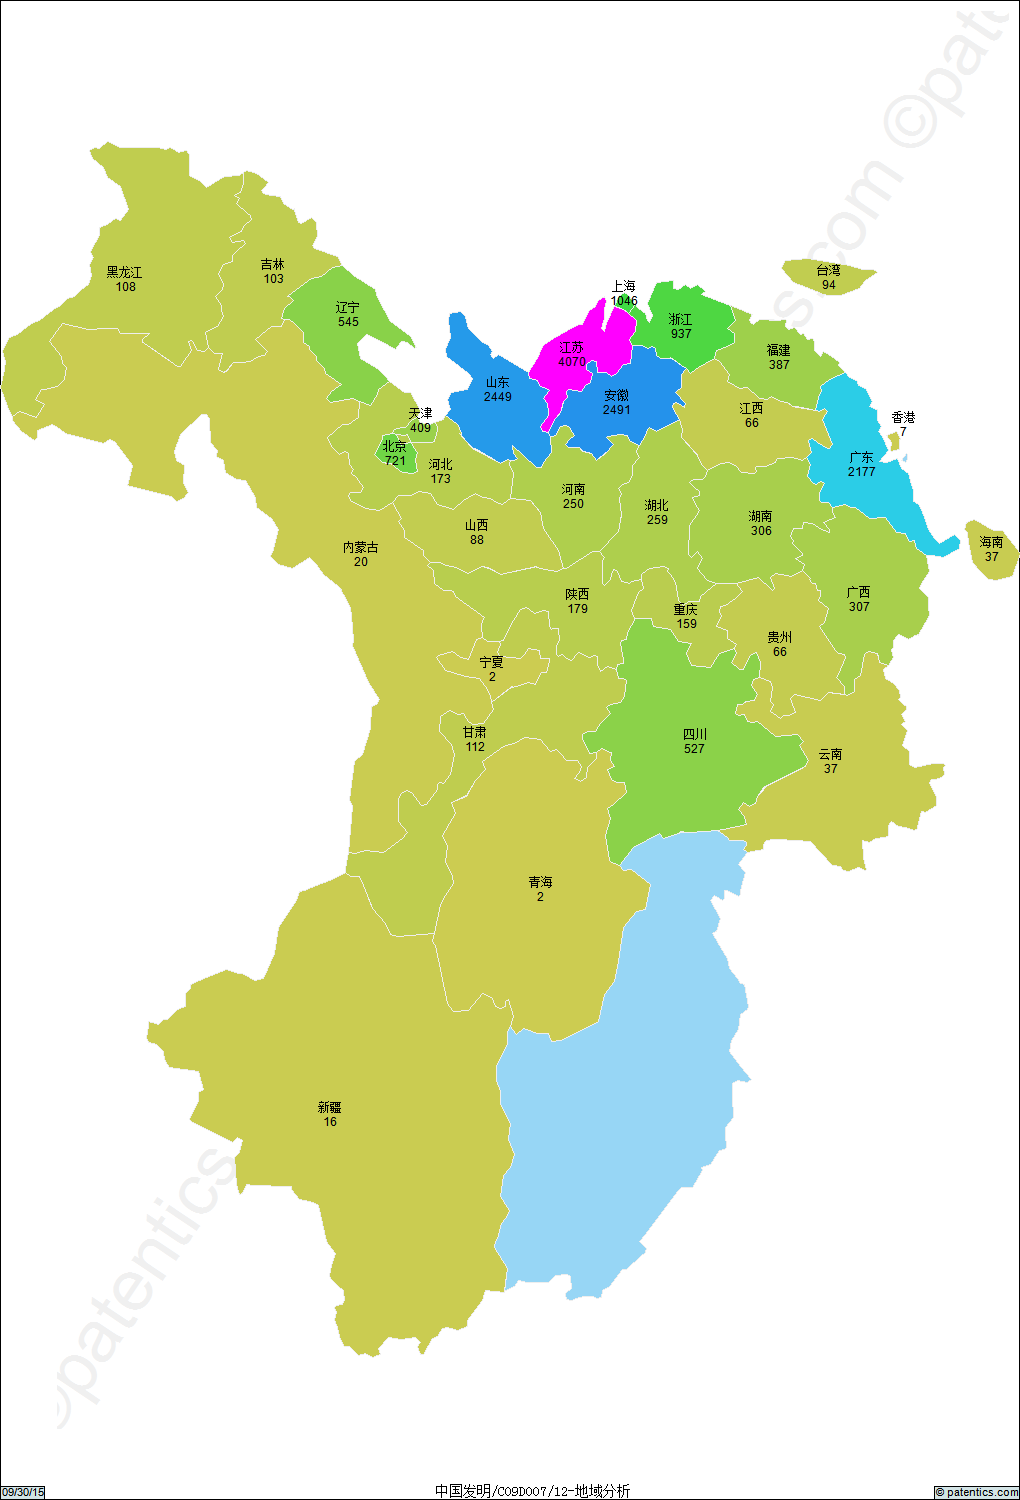 ©patentics.com ©pate
黑龙江
108
吉林
103
台湾
94
辽宁
545
上海
1046
浙江
937
江苏
4070
福建
387
山东
2449
安徽
2491
江西
66
天津
409
香港
7
北京
721
河北
173
广东
2177
河南
250
湖北
259
湖南
306
山西
88
内蒙古
20
海南
37
陕西
179
重庆
159
广西
307
贵州
66
宁夏
2
甘肃
112
四川
527
云南
37
青海
2
新疆
16
09/30/15
中国发明/C09D007/12-地域分析
© patentics.com